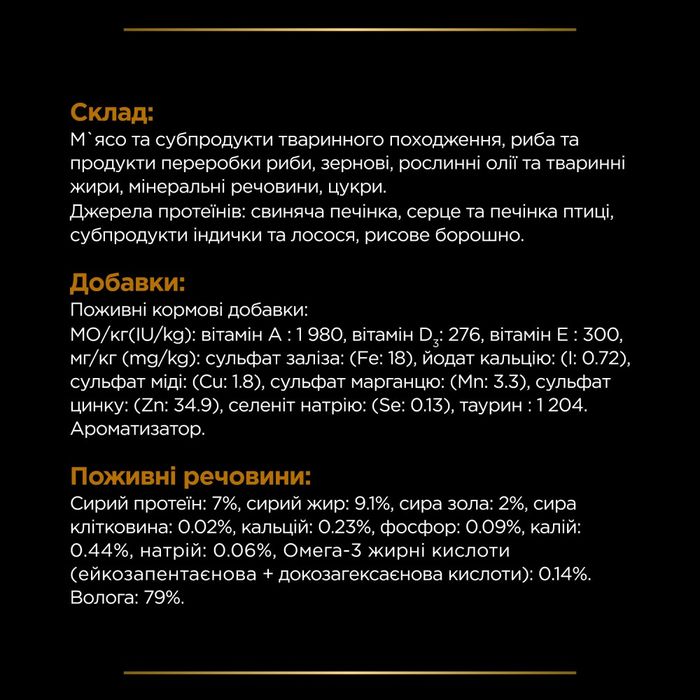 Склад:
М`ясо та субпродукти тваринного походження, риба та
продукти переробки риби, зернові, рослинні олії та тваринні
жири, мінеральні речовини, цукри.
Джерела протеїнів: свиняча печінка, серце та печінка птиці,
субпродукти індички та лосося, рисове борошно.
Добавки:
Поживні кормові добавки:
МО/кг(IU/kg): вітамін А : 1 980, вітамін D3: 276, вітамін Е : 300,
мг/кг (mg/kg): сульфат заліза: (Fe: 18), йодат кальцію: (I: 0.72),
сульфат міді: (Cu: 1.8), сульфат марганцю: (Mn: 3.3), сульфат
цинку: (Zn: 34.9), селеніт натрію: (Se: 0.13), таурин : 1 204.
Ароматизатор.
Поживні речовини:
Сирий протеїн: 7%, сирий жир: 9.1%, сира зола: 2%, сира
клітковина: 0.02%, кальцій: 0.23%, фосфор: 0.09%, калій:
0.44%, натрій: 0.06%, Омега-3 жирні кислоти
(ейкозапентаєнова + докозагексаєнова кислоти): 0.14%.
Волога: 79%.